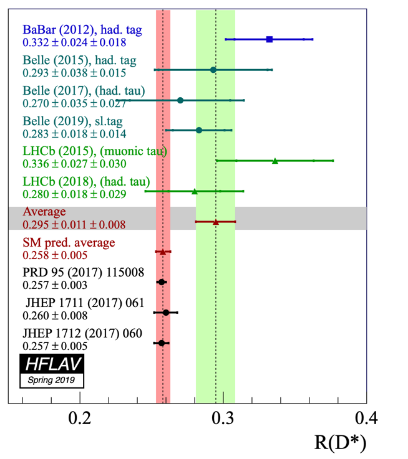 BaBar (2012), had. tag
0.332 ± 0.024 ± 0.018
Belle (2015), had. tag
0.293 ± 0.038 ± 0.015
Belle (2017), (had. tau)
0.270 ± 0.035 ± 0.027
Belle (2019), sl.tag
0.283 ± 0.018 ± 0.014
LHCb (2015), (muonic tau)
0.336 ± 0.027 ± 0.030
LHCb (2018), (had. tau)
0.280 ± 0.018 ± 0.029
Average
0.295 ± 0.011 ± 0.008
SM pred. average
0.258 ± 0.005
PRD 95 (2017) 115008
0.257 ± 0.003
JHEP 1711 (2017) 061
0.260 ± 0.008
JHEP 1712 (2017) 060
0.257 ± 0.005
HFLAV
Spring 2019
0.2 0.3 0.4
R(D*)